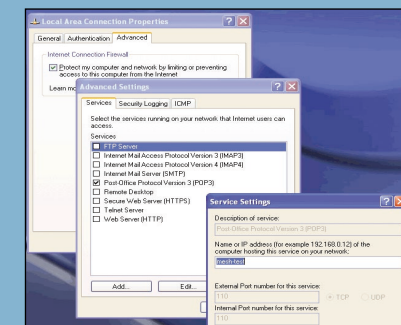 Local Area Connection Properties
General Authentication Advanced
Internet Connection Firewall
Protect my computer and network by limiting or preventing
access to this computer from the Internet
Learn
Advanced Settings
Services Security Logging ICMP
Select the services running on your network that Internet users can
access.
Services
FTP Server
Internet Mail Access Protocol Version 3 (IMAP3)
Internet Mail Access Protocol Version 4 (IMAP4)
Internet Mail Server (SMTP)
Post-Office Protocol Version 3 (POP3)
Remote Desktop
Secure Web Server (HTTPS)
Telnet Server
Web Server (HTTP)
Add... Edit...
Service Settings
Description of service:
Post-Office Protocol Version 3 (POP3)
Name or IP address (for example 192.168.0.12) of the
computer hosting this service on your network:
mesh-test
External Port number for this service:
110 TCP UDP
Internal Port number for this service:
110